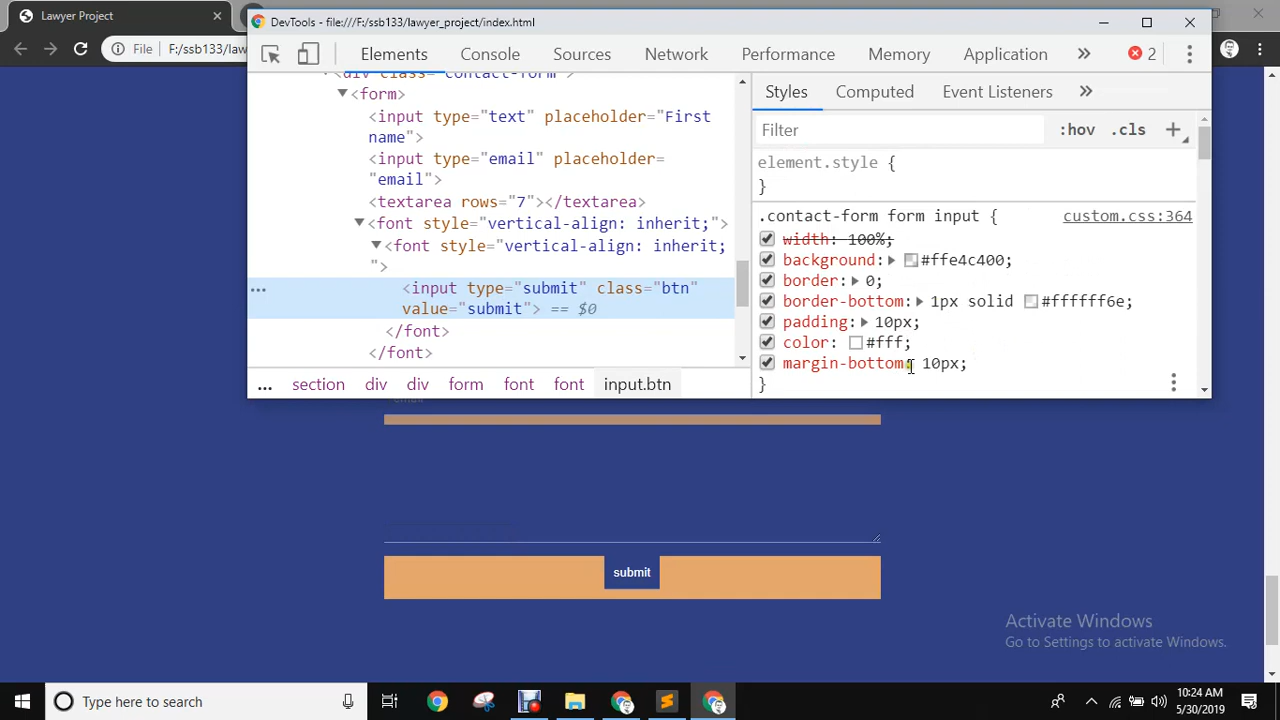 Lawyer Project
DevTools - file:///F:/ssb133/lawyer_project/index.html
File
F:/ssb133/law
Elements Console Sources Network Performance Memory Application » 2
<div class="contact-form">
<form>
<input type="text" placeholder="First
name">
<input type="email" placeholder=
"email">
<textarea rows="7"></textarea>
<font style="vertical-align: inherit;">
<font style="vertical-align: inherit;
">
<input type="submit" class="btn"
value="submit"> == $0
</font>
</font>
... section div div form font font input.btn
Styles Computed Event Listeners »
Filter :hov .cls +
element.style {
}
.contact-form form input { custom.css:364
width: 100%;
background: #ffe4c400;
border: 0;
border-bottom: 1px solid #ffffff6e;
padding: 10px;
color: #fff;
margin-bottom: 10px;
}
email
submit
Activate Windows
Go to Settings to activate Windows.
Type here to search
10:24 AM
5/30/2019